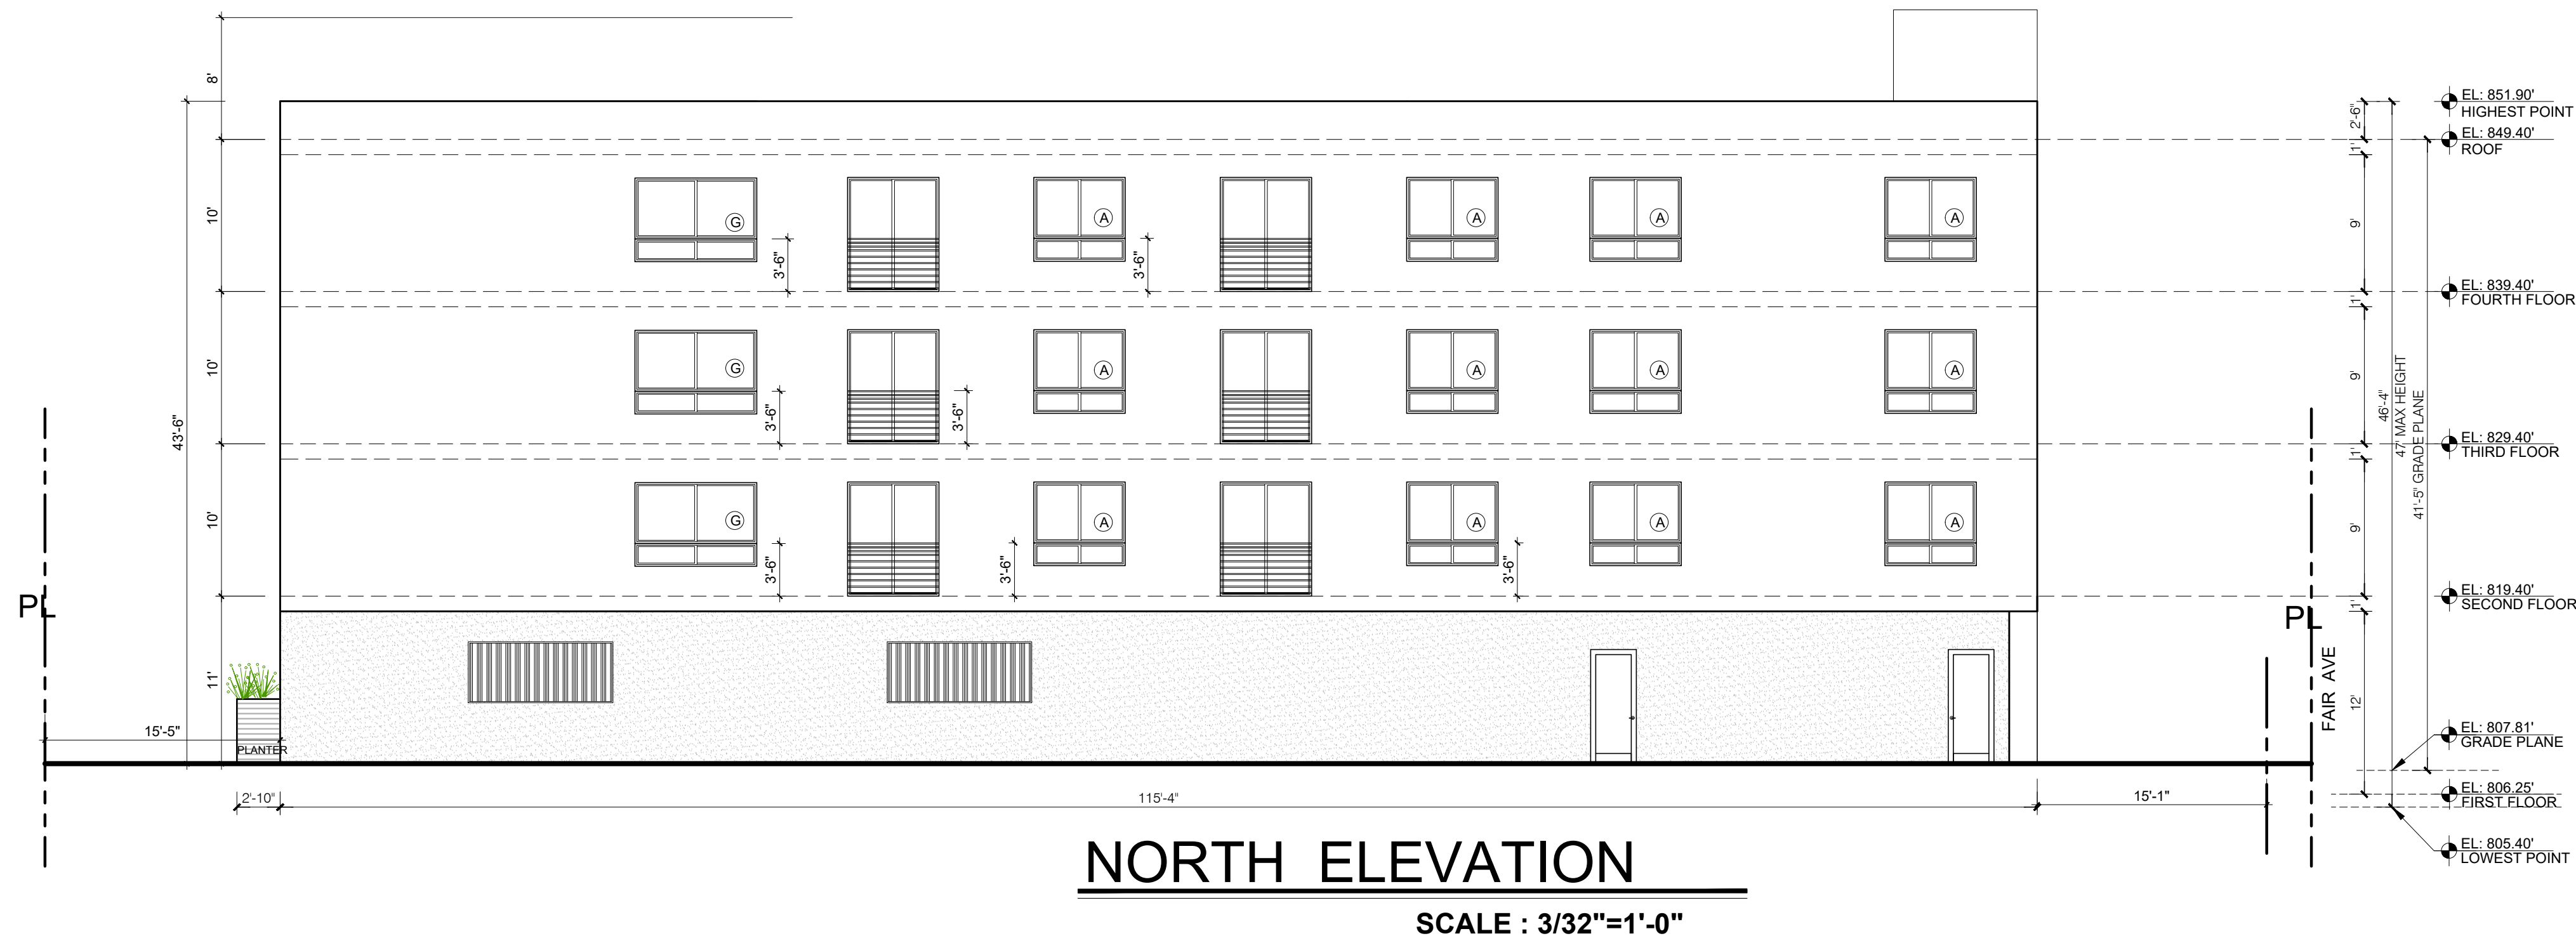 8'
EL: 851.90'
HIGHEST POINT
2'-6"
EL: 849.40'
ROOF
1'
10'
G
A
A
A
A
9'
3'-6"
3'-6"
EL: 839.40'
FOURTH FLOOR
1'
10'
G
A
A
A
A
9'
3'-6"
3'-6"
43'-6"
46'-4"
47' MAX HEIGHT
41'-5" GRADE PLANE
EL: 829.40'
THIRD FLOOR
1'
10'
G
A
A
A
A
9'
3'-6"
3'-6"
3'-6"
EL: 819.40'
SECOND FLOOR
1'
PL
PL
11'
FAIR AVE
12'
15'-5"
PLANTER
EL: 807.81'
GRADE PLANE
2'-10"
115'-4"
15'-1"
EL: 806.25'
FIRST FLOOR
EL: 805.40'
LOWEST POINT
NORTH ELEVATION
SCALE : 3/32"=1'-0"